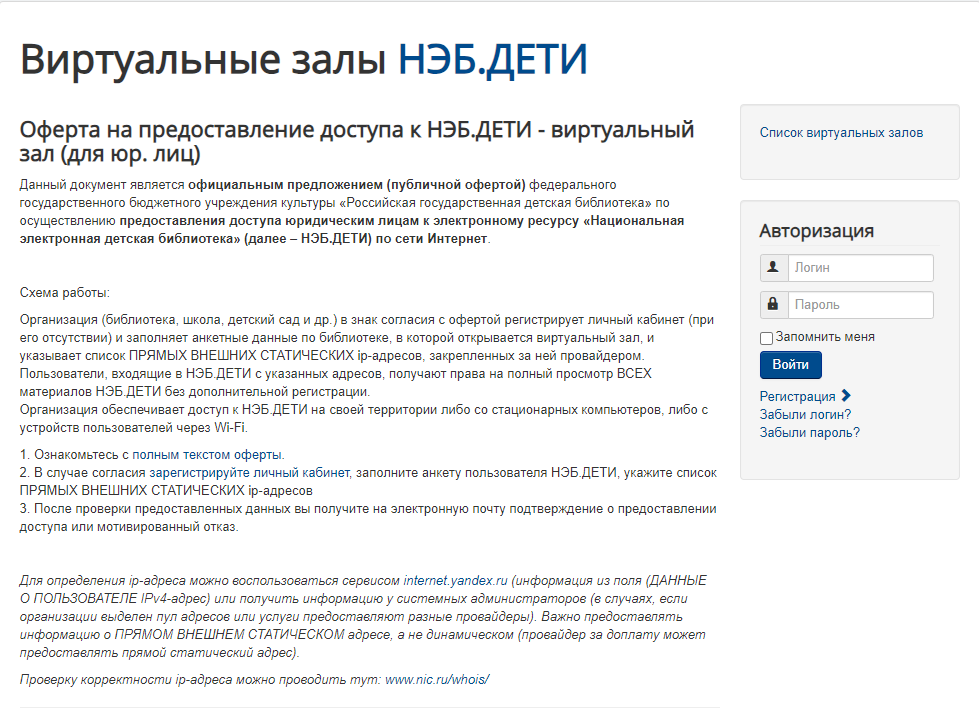 Виртуальные залы НЭБ.ДЕТИ
Оферта на предоставление доступа к НЭБ.ДЕТИ - виртуальный
зал (для юр. лиц)
Данный документ является официальным предложением (публичной офертой) федерального
государственного бюджетного учреждения культуры «Российская государственная детская библиотека» по
осуществлению предоставления доступа юридическим лицам к электронному ресурсу «Национальная
электронная детская библиотека» (далее – НЭБ.ДЕТИ) по сети Интернет.
Схема работы:
Организация (библиотека, школа, детский сад и др.) в знак согласия с офертой регистрирует личный кабинет (при
его отсутствии) и заполняет анкетные данные по библиотеке, в которой открывается виртуальный зал, и
указывает список ПРЯМЫХ ВНЕШНИХ СТАТИЧЕСКИХ ip-адресов, закрепленных за ней провайдером.
Пользователи, входящие в НЭБ.ДЕТИ с указанных адресов, получают права на полный просмотр ВСЕХ
материалов НЭБ.ДЕТИ без дополнительной регистрации.
Организация обеспечивает доступ к НЭБ.ДЕТИ на своей территории либо со стационарных компьютеров, либо с
устройств пользователей через Wi-Fi.
1. Ознакомьтесь с полным текстом оферты.
2. В случае согласия зарегистрируйте личный кабинет, заполните анкету пользователя НЭБ.ДЕТИ, укажите список
ПРЯМЫХ ВНЕШНИХ СТАТИЧЕСКИХ ip-адресов
3. После проверки предоставленных данных вы получите на электронную почту подтверждение о предоставлении
доступа или мотивированный отказ.
Для определения ip-адреса можно воспользоваться сервисом internet.yandex.ru (информация из поля (ДАННЫЕ
О ПОЛЬЗОВАТЕЛЕ IPv4-адрес) или получить информацию у системных администраторов (в случаях, если
организации выделен пул адресов или услуги предоставляют разные провайдеры). Важно предоставлять
информацию о ПРЯМОМ ВНЕШНЕМ СТАТИЧЕСКОМ адресе, а не динамическом (провайдер за доплату может
предоставлять прямой статический адрес).
Проверку корректности ip-адреса можно проводить тут: www.nic.ru/whois/
Список виртуальных залов
Авторизация
Логин
Пароль
Запомнить меня
Войти
Регистрация
Забыли логин?
Забыли пароль?